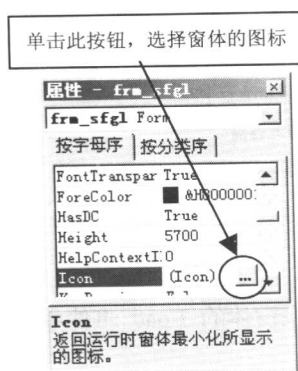 单击此按钮，选择窗体的图标
属性 - frm_sfgl
frm_sfgl Form
按字母序 按分类序
FontTranspar True
ForeColor &H8000001
HasDC True
Height 5700
HelpContextI 0
Icon (Icon) ...
Icon
返回运行时窗体最小化所显示
的图标。